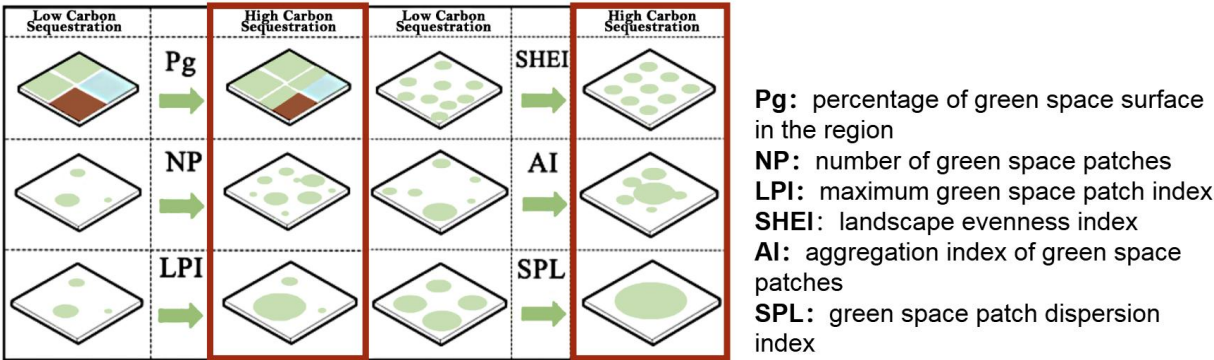 Low Carbon
Sequestration
High Carbon
Sequestration
Low Carbon
Sequestration
High Carbon
Sequestration
Pg
SHEI
NP
AI
LPI
SPL
Pg: percentage of green space surface
in the region
NP: number of green space patches
LPI: maximum green space patch index
SHEI: landscape evenness index
AI: aggregation index of green space
patches
SPL: green space patch dispersion
index